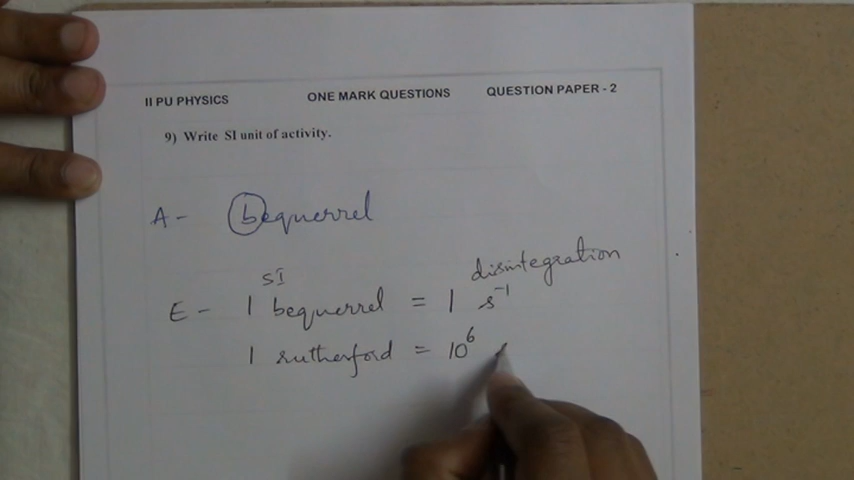 II PU PHYSICS ONE MARK QUESTIONS QUESTION PAPER - 2
9) Write SI unit of activity.
A - bequerrel
SI disintegration
E - 1 bequerrel = 1 s⁻¹
1 rutherford = 10⁶